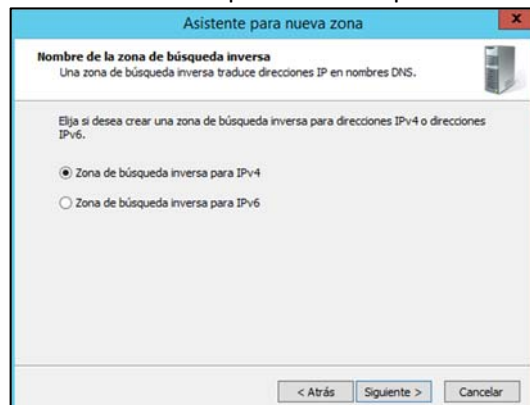 Asistente para nueva zona
x
Nombre de la zona de búsqueda inversa
Una zona de búsqueda inversa traduce direcciones IP en nombres DNS.
Elija si desea crear una zona de búsqueda inversa para direcciones IPv4 o direcciones
IPv6.
Zona de búsqueda inversa para IPv4
Zona de búsqueda inversa para IPv6
< Atrás Siguiente > Cancelar